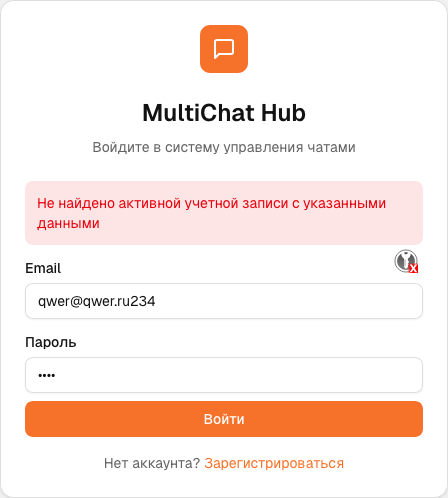 MultiChat Hub
Войдите в систему управления чатами
Не найдено активной учетной записи с указанными
данными
Email
qwer@qwer.ru234
Пароль
••••
Войти
Нет аккаунта? Зарегистрироваться